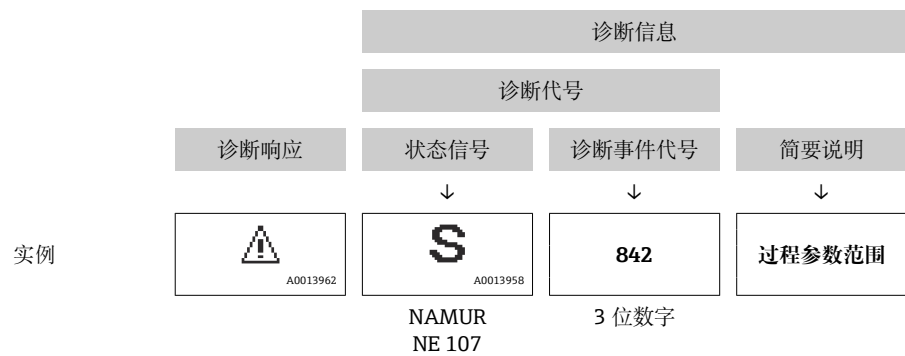 诊断信息
诊断代号
诊断响应 状态信号 诊断事件代号 简要说明
↓ ↓ ↓
实例 S 842 过程参数范围
A0013962 A0013958
NAMUR 3 位数字
NE 107